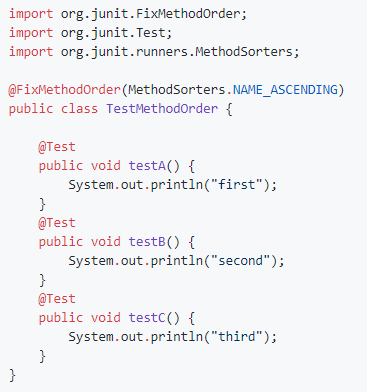 import org.junit.FixMethodOrder;
import org.junit.Test;
import org.junit.runners.MethodSorters;

@FixMethodOrder(MethodSorters.NAME_ASCENDING)
public class TestMethodOrder {

    @Test
    public void testA() {
        System.out.println("first");
    }
    @Test
    public void testB() {
        System.out.println("second");
    }
    @Test
    public void testC() {
        System.out.println("third");
    }
}